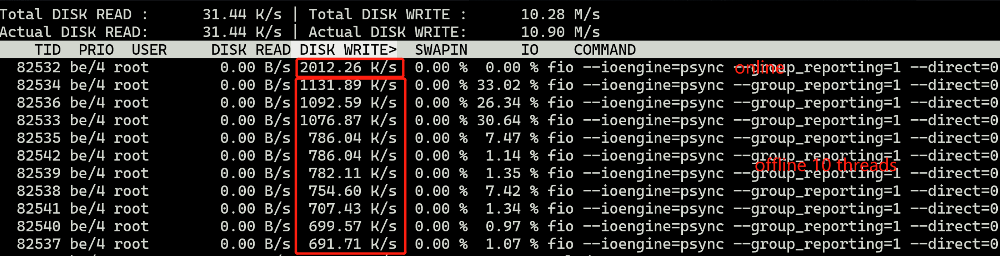 Total DISK READ :      31.44 K/s | Total DISK WRITE :      10.28 M/s
Actual DISK READ:      31.44 K/s | Actual DISK WRITE:      10.90 M/s
TID  PRIO  USER     DISK READ DISK WRITE>  SWAPIN      IO    COMMAND
82532 be/4 root        0.00 B/s 2012.26 K/s  0.00 %  0.00 % fio --ioengine=psync --group_reporting=1 --direct=0
online
82534 be/4 root        0.00 B/s 1131.89 K/s  0.00 % 33.02 % fio --ioengine=psync --group_reporting=1 --direct=0
82536 be/4 root        0.00 B/s 1092.59 K/s  0.00 % 26.34 % fio --ioengine=psync --group_reporting=1 --direct=0
82533 be/4 root        0.00 B/s 1076.87 K/s  0.00 % 30.64 % fio --ioengine=psync --group_reporting=1 --direct=0
82535 be/4 root        0.00 B/s  786.04 K/s  0.00 %  7.47 % fio --ioengine=psync --group_reporting=1 --direct=0
82542 be/4 root        0.00 B/s  786.04 K/s  0.00 %  1.14 % fio --ioengine=psync --group_reporting=1 --direct=0
offline 10 threads
82539 be/4 root        0.00 B/s  782.11 K/s  0.00 %  1.35 % fio --ioengine=psync --group_reporting=1 --direct=0
82538 be/4 root        0.00 B/s  754.60 K/s  0.00 %  7.42 % fio --ioengine=psync --group_reporting=1 --direct=0
82541 be/4 root        0.00 B/s  707.43 K/s  0.00 %  1.34 % fio --ioengine=psync --group_reporting=1 --direct=0
82540 be/4 root        0.00 B/s  699.57 K/s  0.00 %  0.97 % fio --ioengine=psync --group_reporting=1 --direct=0
82537 be/4 root        0.00 B/s  691.71 K/s  0.00 %  1.07 % fio --ioengine=psync --group_reporting=1 --direct=0